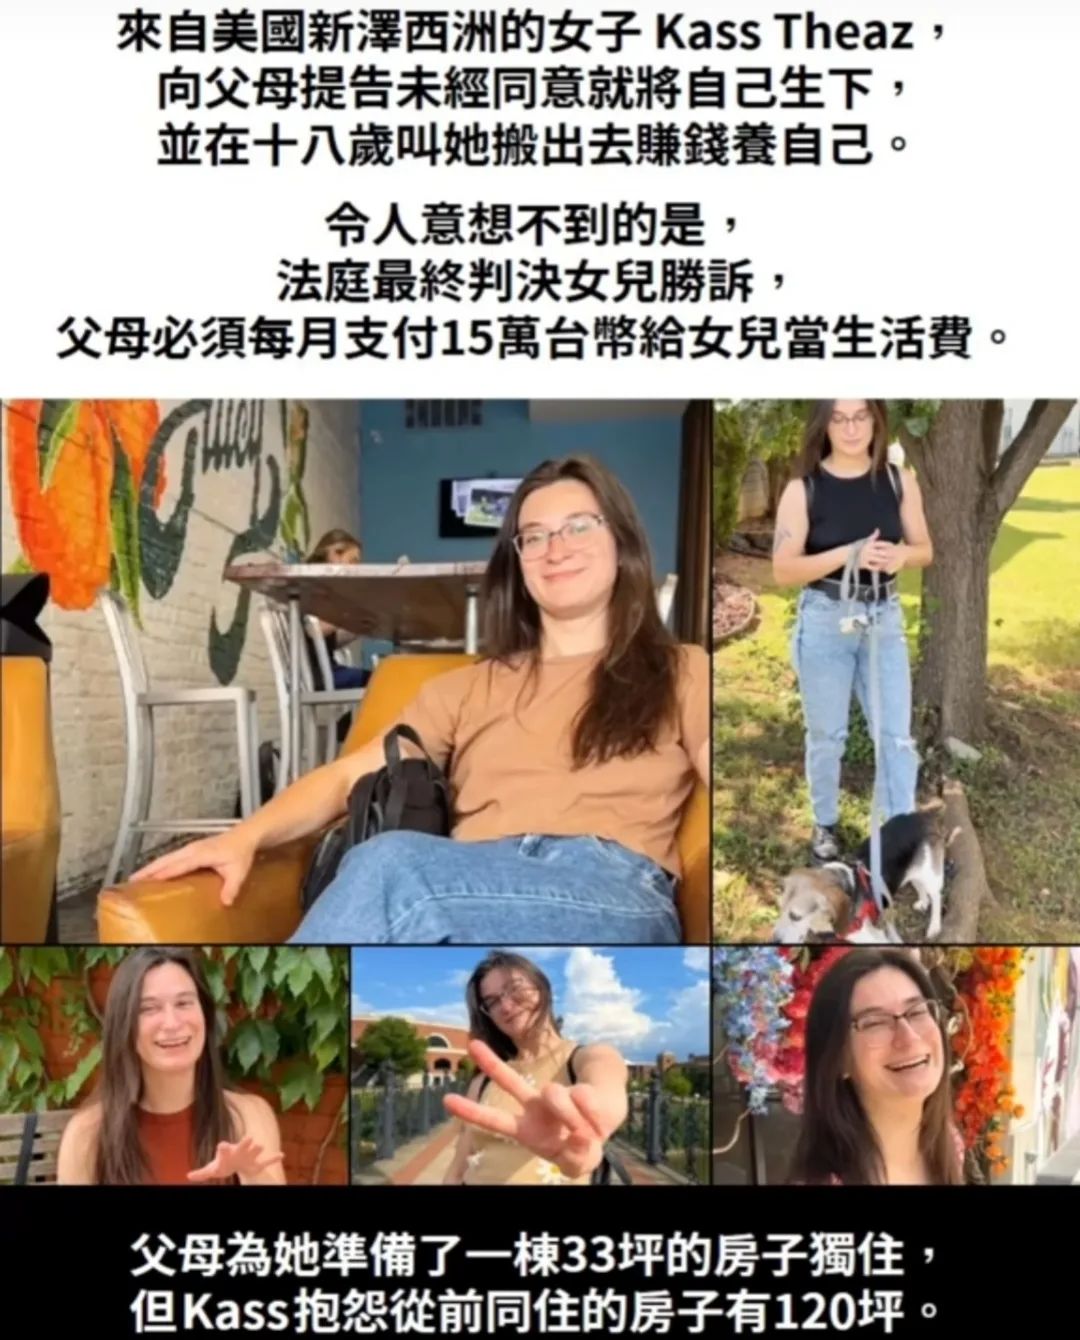 來自美國新澤西洲的女子 Kass Theaz，
向父母提告未經同意就將自己生下，
並在十八歲叫她搬出去賺錢養自己。
令人意想不到的是，
法庭最終判決女兒勝訴，
父母必須每月支付15萬台幣給女兒當生活費。
父母為她準備了一棟33坪的房子獨住，
但Kass抱怨從前同住的房子有120坪。